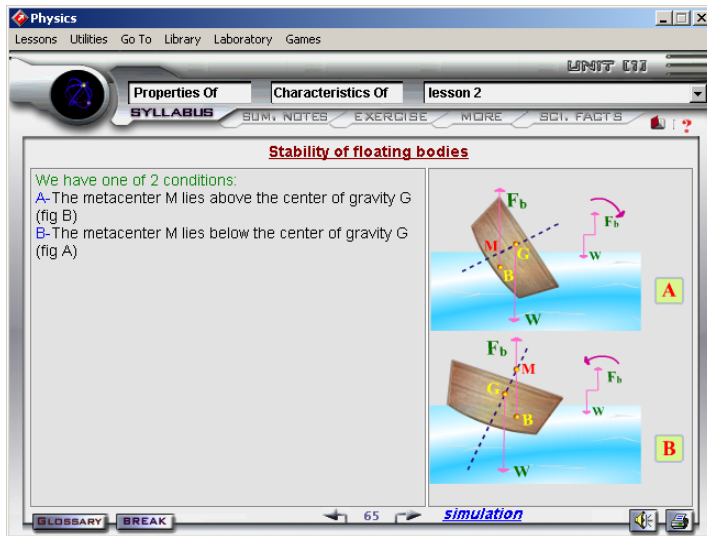 Physics
Lessons Utilities Go To Library Laboratory Games
UNIT [1]
Properties Of Characteristics Of lesson 2
SYLLABUS SUM. NOTES EXERCISE MORE SCI. FACTS ?
Stability of floating bodies
We have one of 2 conditions:
A-The metacenter M lies above the center of gravity G
(fig B)
B-The metacenter M lies below the center of gravity G
(fig A)
Fb
Fb
M G
W
B
A
W
Fb
M
Fb
G
W
B
B
W
GLOSSARY BREAK 65 simulation